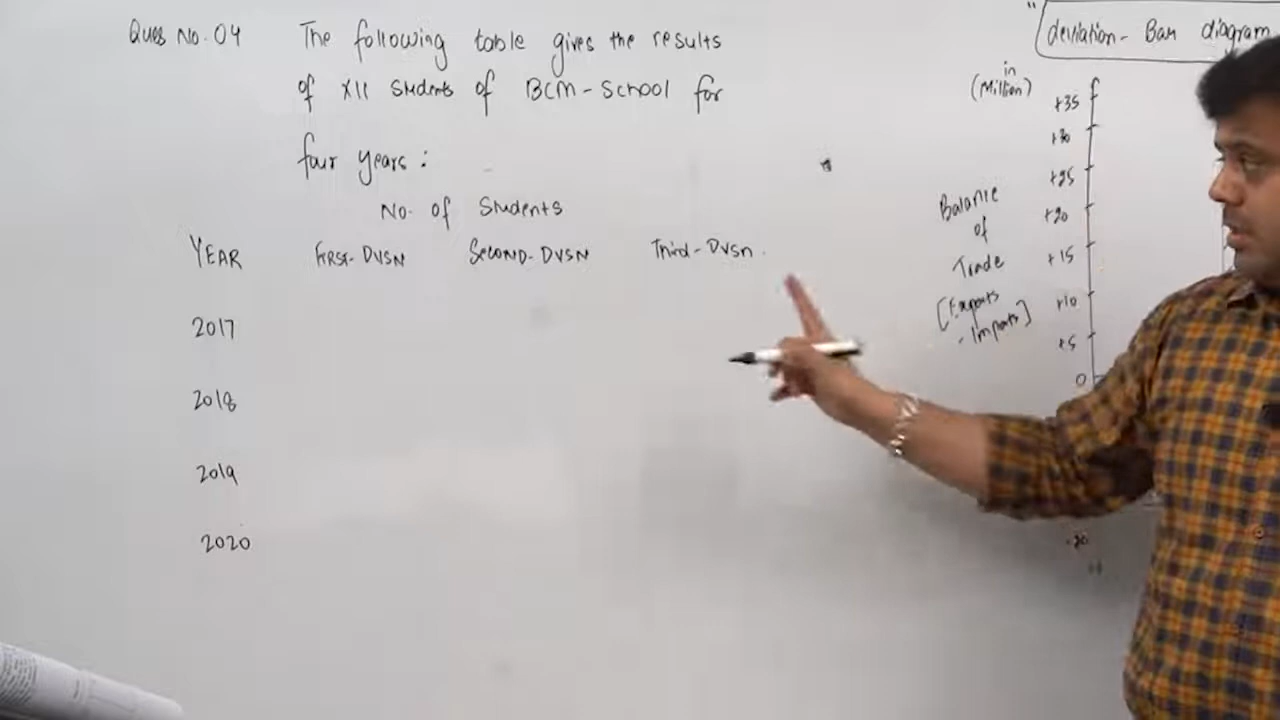 Ques No. 04 The following table gives the results
of XII Students of BCM - School for
four years :
No. of Students
YEAR FIRST- DVSN SECOND- DVSN Third - DVSn.
2017
2018
2019
2020
" deviation - Bar diagram
in
(Million)
+35
+30
+25
+20
+15
+10
+5
0
Balance
of
Trade
[Exports
- Imports]
-20